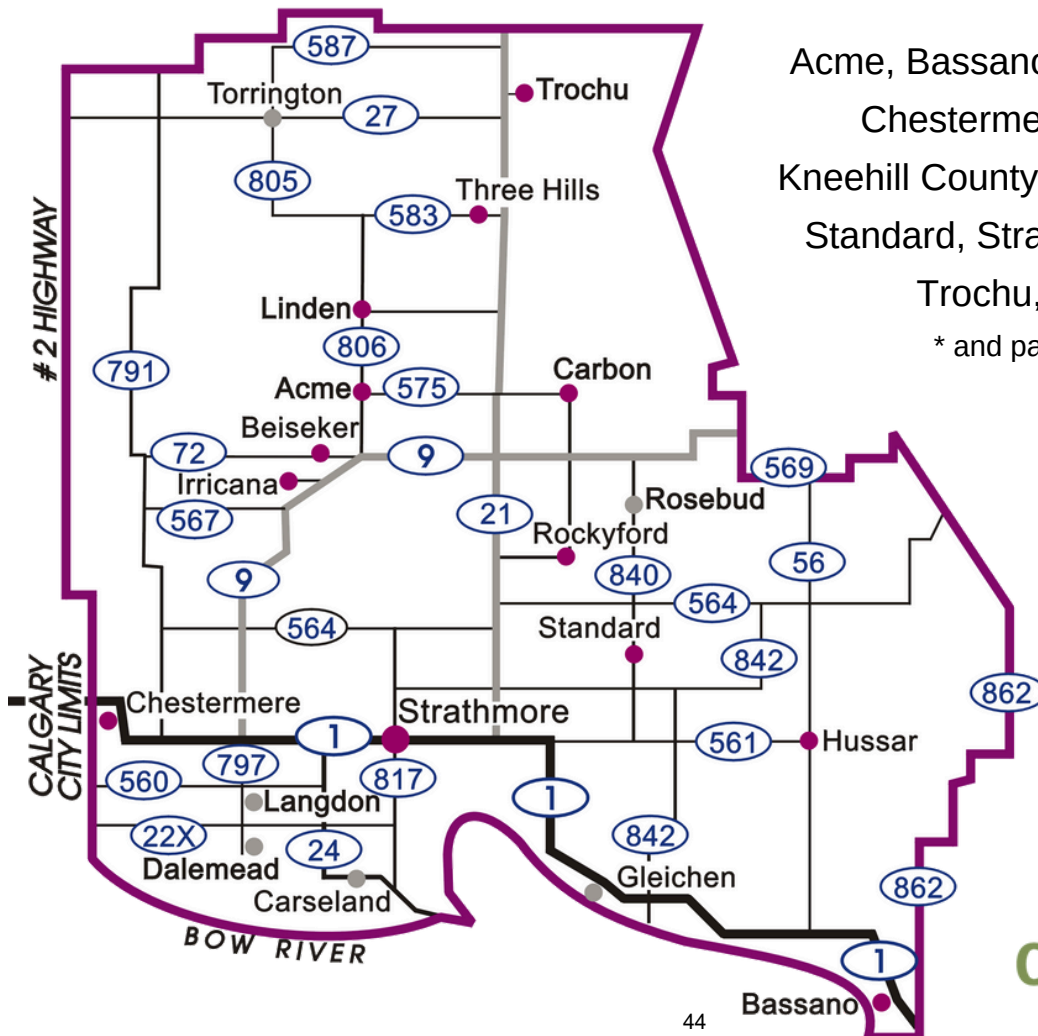 587
Torrington
Trochu
27
805
Three Hills
583
# 2 HIGHWAY
Linden
806
791
Acme
575
Carbon
Beiseker
72
9
569
Irricana
Rosebud
21
567
Rockyford
56
9
840
564
564
Standard
842
862
CALGARY
CITY LIMITS
Chestermere
Strathmore
1
561
Hussar
797
817
560
Langdon
1
22X
842
24
Dalemead
Gleichen
Carseland
862
BOW RIVER
1
Bassano
Acme, Bassano
Kneehill County
Trochu,
* and pa
44